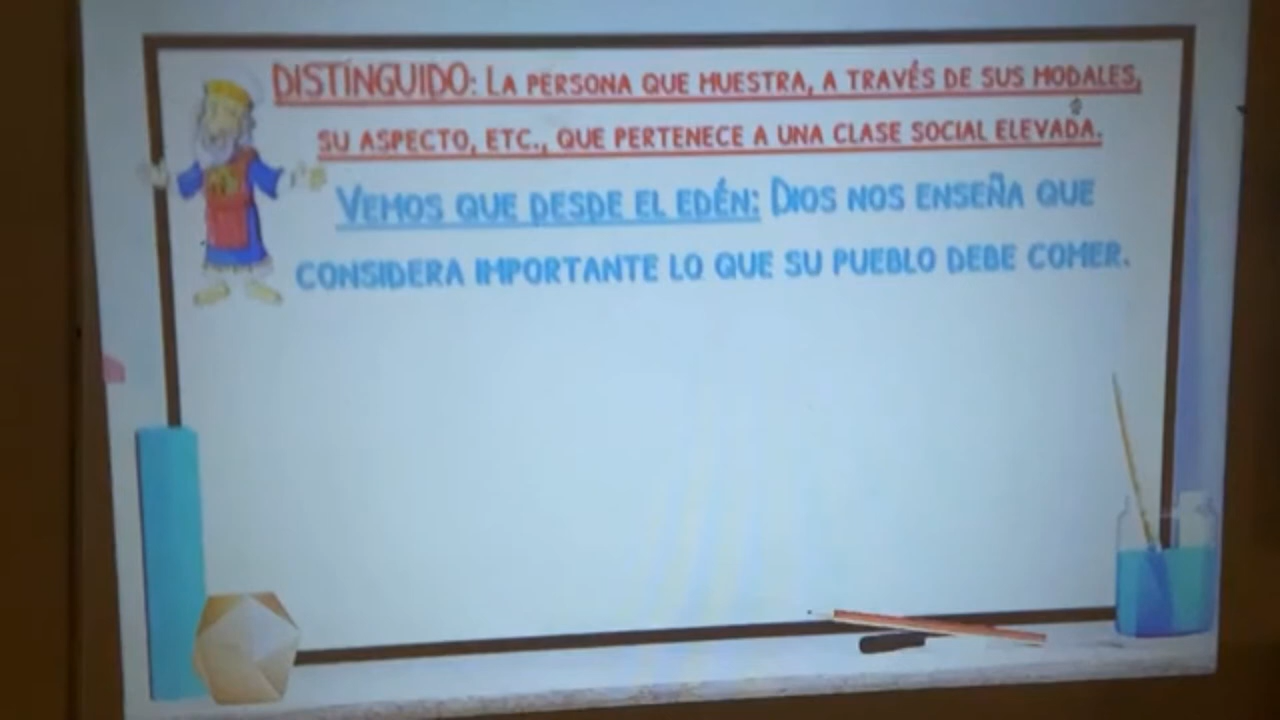 DISTINGUIDO: LA PERSONA QUE MUESTRA, A TRAVÉS DE SUS MODALES,
SU ASPECTO, ETC., QUE PERTENECE A UNA CLASE SOCIAL ELEVADA.
VEMOS QUE DESDE EL EDÉN: DIOS NOS ENSEÑA QUE
CONSIDERA IMPORTANTE LO QUE SU PUEBLO DEBE COMER.